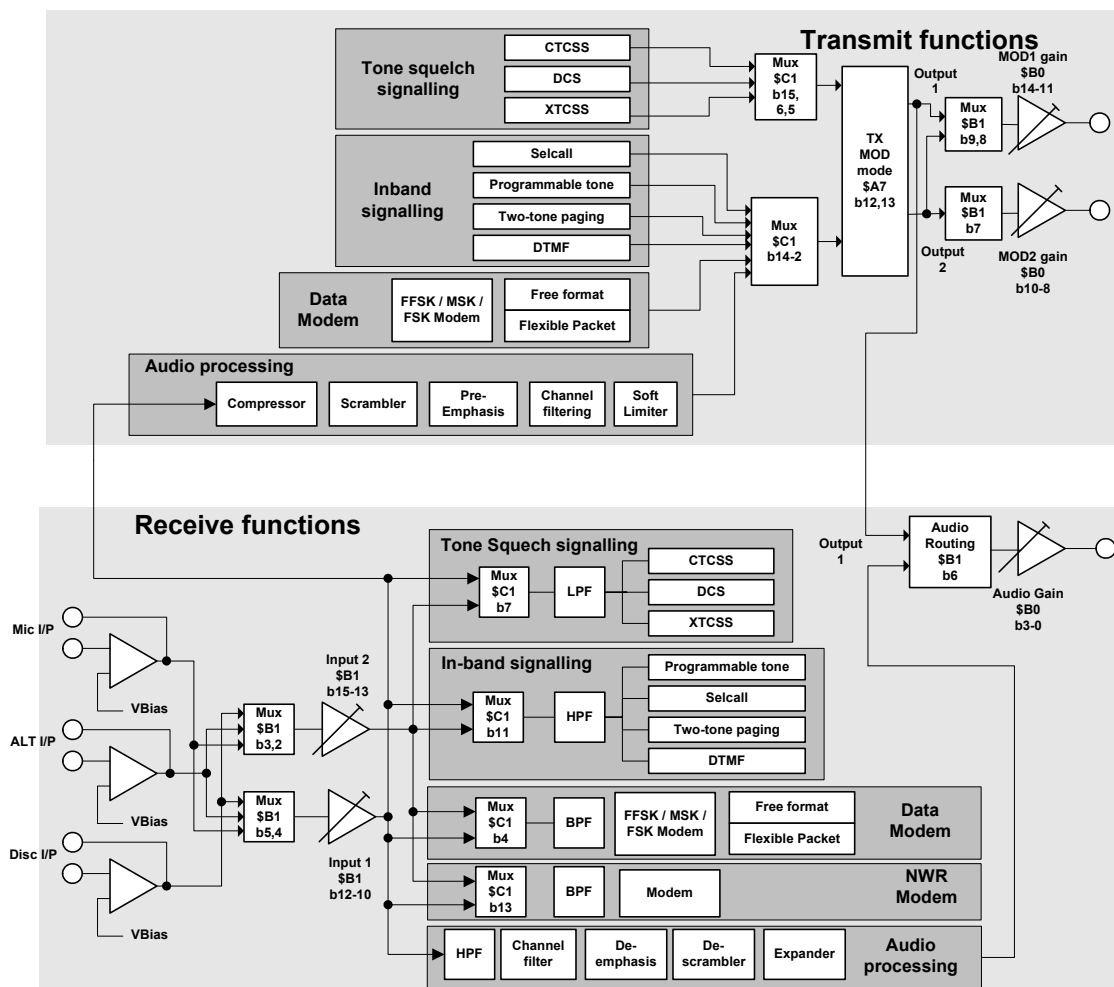 Transmit functions
Tone squelch
signalling
CTCSS
DCS
XTCSS
Mux
$C1
b15,
6,5
Inband
signalling
Selcall
Programmable tone
Two-tone paging
DTMF
Mux
$C1
b14-2
TX
MOD
mode
$A7
b12,13
Output
1
Mux
$B1
b9,8
MOD1 gain
$B0
b14-11
Mux
$B1
b7
Output
2
MOD2 gain
$B0
b10-8
Data
Modem
FFSK / MSK /
FSK Modem
Free format
Flexible Packet
Audio processing
Compressor
Scrambler
Pre-
Emphasis
Channel
filtering
Soft
Limiter
Receive functions
Tone Squech signalling
Mux
$C1
b7
LPF
CTCSS
DCS
XTCSS
Output
1
Audio
Routing
$B1
b6
Audio Gain
$B0
b3-0
Mic I/P
VBias
ALT I/P
VBias
Disc I/P
VBias
Mux
$B1
b3,2
Input 2
$B1
b15-13
Mux
$B1
b5,4
Input 1
$B1
b12-10
In-band signalling
Mux
$C1
b11
HPF
Programmable tone
Selcall
Two-tone paging
DTMF
Mux
$C1
b4
BPF
FFSK / MSK /
FSK Modem
Free format
Flexible Packet
Data
Modem
Mux
$C1
b13
BPF
Modem
NWR
Modem
HPF
Channel
filter
De-
emphasis
De-
scrambler
Expander
Audio
processing